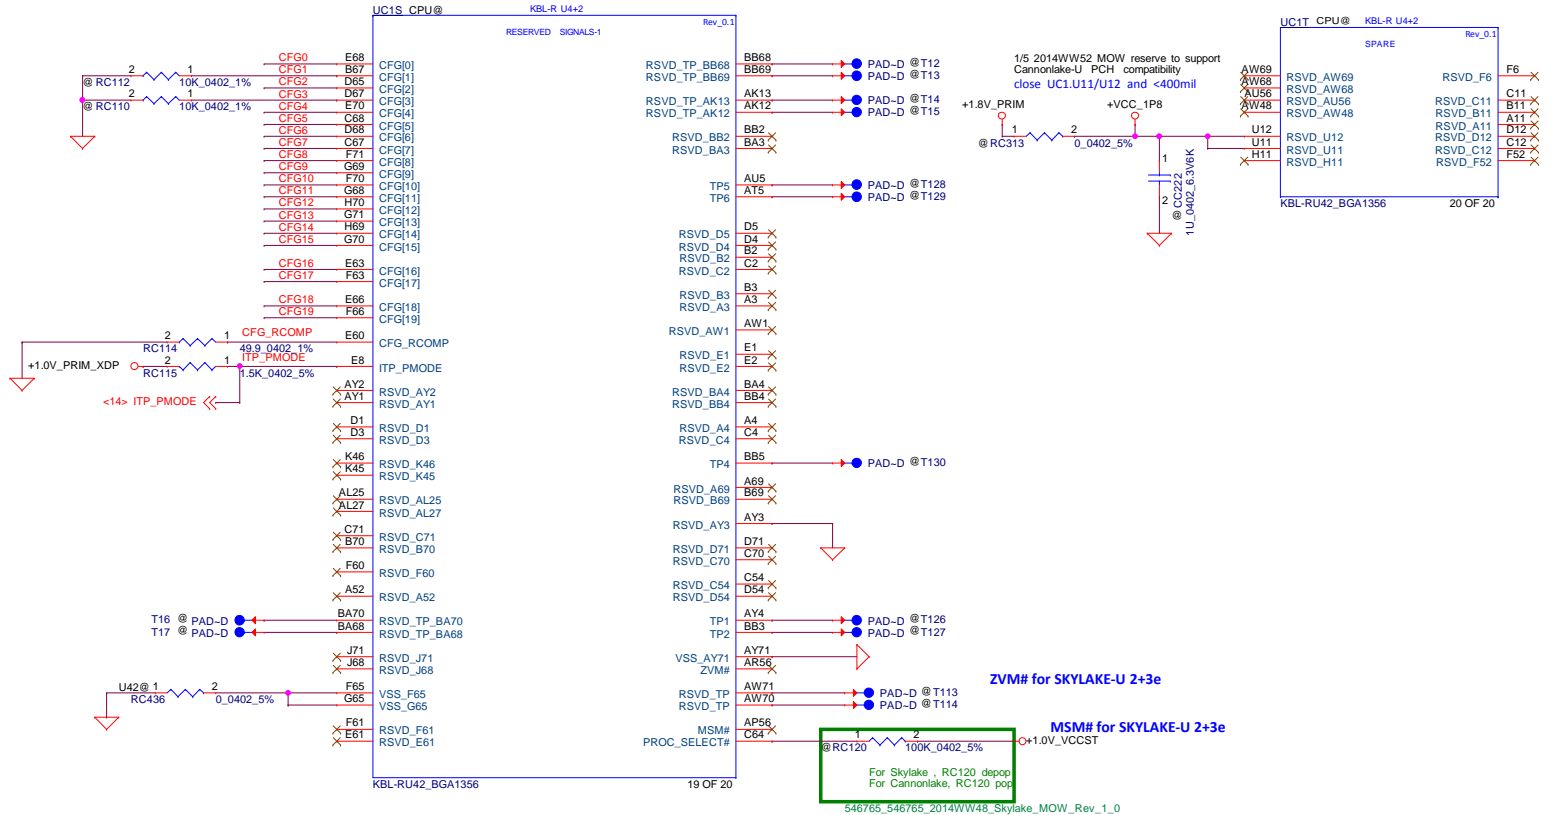 UC1S CPU@ KBL-R U4+2
Rev_0.1
RESERVED SIGNALS-1
CFG0 E68 CFG[0]
CFG1 B67 CFG[1]
CFG2 D65 CFG[2]
CFG3 D67 CFG[3]
CFG4 E70 CFG[4]
CFG5 C68 CFG[5]
CFG6 D68 CFG[6]
CFG7 C67 CFG[7]
CFG8 F71 CFG[8]
CFG9 G69 CFG[9]
CFG10 F70 CFG[10]
CFG11 G68 CFG[11]
CFG12 H70 CFG[12]
CFG13 G71 CFG[13]
CFG14 H69 CFG[14]
CFG15 G70 CFG[15]
CFG16 E63 CFG[16]
CFG17 F63 CFG[17]
CFG18 E66 CFG[18]
CFG19 F66 CFG[19]
2 1
@ RC112 10K_0402_1%
2 1
@ RC110 10K_0402_1%
2 1 CFG_RCOMP E60 CFG_RCOMP
RC114 49.9_0402_1%
+1.0V_PRIM_XDP 2 1 ITP_PMODE E8 ITP_PMODE
RC115 1.5K_0402_5%
<14> ITP_PMODE
AY2 RSVD_AY2
AY1 RSVD_AY1
D1 RSVD_D1
D3 RSVD_D3
K46 RSVD_K46
K45 RSVD_K45
AL25 RSVD_AL25
AL27 RSVD_AL27
C71 RSVD_C71
B70 RSVD_B70
F60 RSVD_F60
A52 RSVD_A52
T16 @ PAD~D BA70 RSVD_TP_BA70
T17 @ PAD~D BA68 RSVD_TP_BA68
J71 RSVD_J71
J68 RSVD_J68
U42@ 1 2 F65 VSS_F65
RC436 0_0402_5% G65 VSS_G65
F61 RSVD_F61
E61 RSVD_E61
RSVD_TP_BB68 BB68 PAD~D @T12
RSVD_TP_BB69 BB69 PAD~D @T13
RSVD_TP_AK13 AK13 PAD~D @T14
RSVD_TP_AK12 AK12 PAD~D @T15
RSVD_BB2 BB2
RSVD_BA3 BA3
TP5 AU5 PAD~D @T128
TP6 AT5 PAD~D @T129
RSVD_D5 D5
RSVD_D4 D4
RSVD_B2 B2
RSVD_C2 C2
RSVD_B3 B3
RSVD_A3 A3
RSVD_AW1 AW1
RSVD_E1 E1
RSVD_E2 E2
RSVD_BA4 BA4
RSVD_BB4 BB4
RSVD_A4 A4
RSVD_C4 C4
TP4 BB5 PAD~D @T130
RSVD_A69 A69
RSVD_B69 B69
RSVD_AY3 AY3
RSVD_D71 D71
RSVD_C70 C70
RSVD_C54 C54
RSVD_D54 D54
TP1 AY4 PAD~D @T126
TP2 BB3 PAD~D @T127
VSS_AY71 AY71
ZVM# AR56
RSVD_TP AW71 PAD~D @T113
RSVD_TP AW70 PAD~D @T114
MSM# AP56
PROC_SELECT# C64
KBL-RU42_BGA1356 19 OF 20
ZVM# for SKYLAKE-U 2+3e
MSM# for SKYLAKE-U 2+3e
1 2 +1.0V_VCCST
@RC120 100K_0402_5%
For Skylake , RC120 depop
For Cannonlake, RC120 pop
546765_546765_2014WW48_Skylake_MOW_Rev_1_0
1/5 2014WW52 MOW reserve to support
Cannonlake-U PCH compatibility
close UC1.U11/U12 and <400mil
+1.8V_PRIM +VCC_1P8
1 2
@RC313 0_0402_5%
1
2
@ CC222
1U_0402_6.3V6K
UC1T CPU@ KBL-R U4+2
Rev_0.1
SPARE
AW69 RSVD_AW69
AW68 RSVD_AW68
AU56 RSVD_AU56
AW48 RSVD_AW48
U12 RSVD_U12
U11 RSVD_U11
H11 RSVD_H11
RSVD_F6 F6
RSVD_C11 C11
RSVD_B11 B11
RSVD_A11 A11
RSVD_D12 D12
RSVD_C12 C12
RSVD_F52 F52
KBL-RU42_BGA1356 20 OF 20